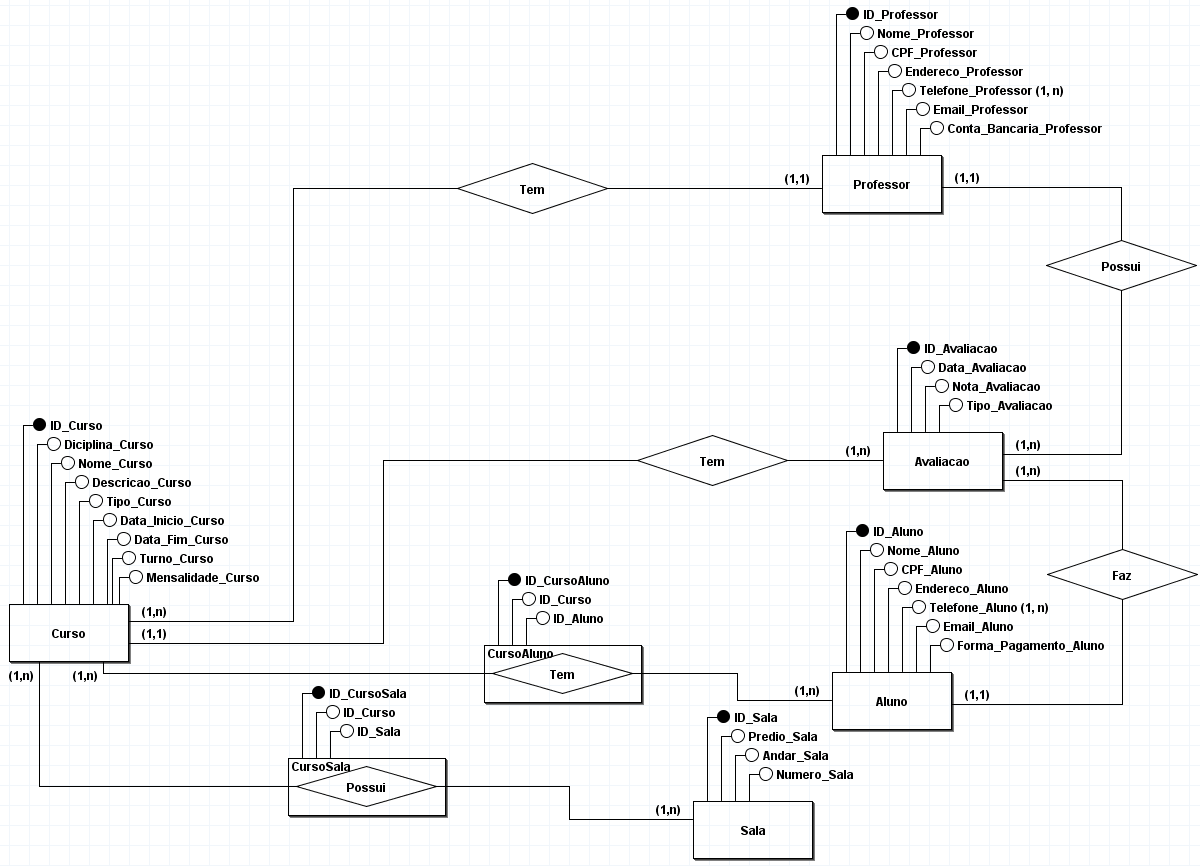 ID_Professor
Nome_Professor
CPF_Professor
Endereco_Professor
Telefone_Professor (1, n)
Email_Professor
Conta_Bancaria_Professor
Professor
(1,1)
(1,1)
Tem
Possui
ID_Avaliacao
Data_Avaliacao
Nota_Avaliacao
Tipo_Avaliacao
Avaliacao
(1,n)
(1,n)
(1,n)
Tem
ID_Curso
Diciplina_Curso
Nome_Curso
Descricao_Curso
Tipo_Curso
Data_Inicio_Curso
Data_Fim_Curso
Turno_Curso
Mensalidade_Curso
Curso
(1,n)
(1,1)
(1,n)
(1,n)
ID_CursoAluno
ID_Curso
ID_Aluno
CursoAluno
Tem
ID_Aluno
Nome_Aluno
CPF_Aluno
Endereco_Aluno
Telefone_Aluno (1, n)
Email_Aluno
Forma_Pagamento_Aluno
Aluno
(1,n)
(1,1)
Faz
ID_CursoSala
ID_Curso
ID_Sala
CursoSala
Possui
ID_Sala
Predio_Sala
Andar_Sala
Numero_Sala
(1,n)
Sala